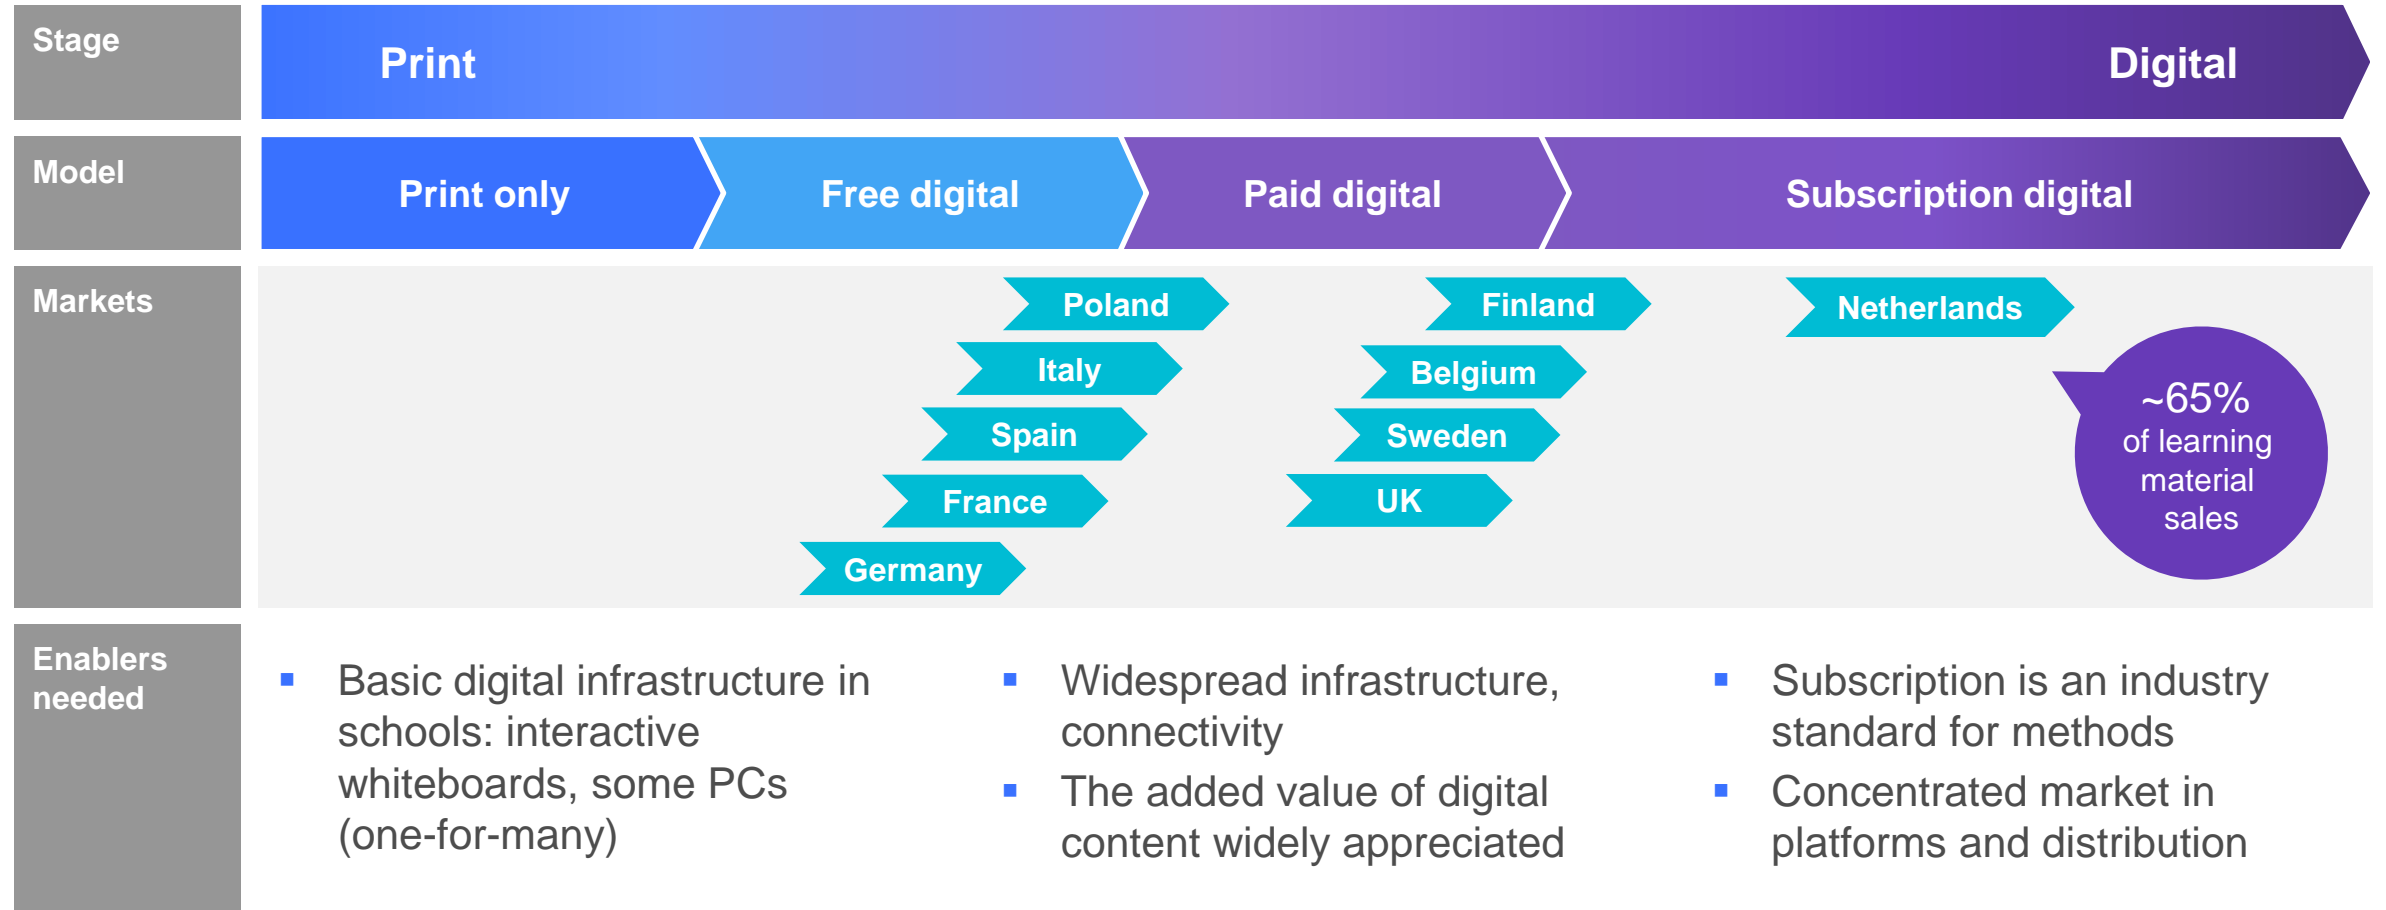 Stage
Print
Digital
Model
Print only
Free digital
Paid digital
Subscription digital
Markets
Poland
Finland
Netherlands
Italy
Belgium
Spain
Sweden
France
UK
Germany
~65%
of learning
material
sales
Enablers
needed
▪ Basic digital infrastructure in
schools: interactive
whiteboards, some PCs
(one-for-many)
▪ Widespread infrastructure,
connectivity
▪ The added value of digital
content widely appreciated
▪ Subscription is an industry
standard for methods
▪ Concentrated market in
platforms and distribution